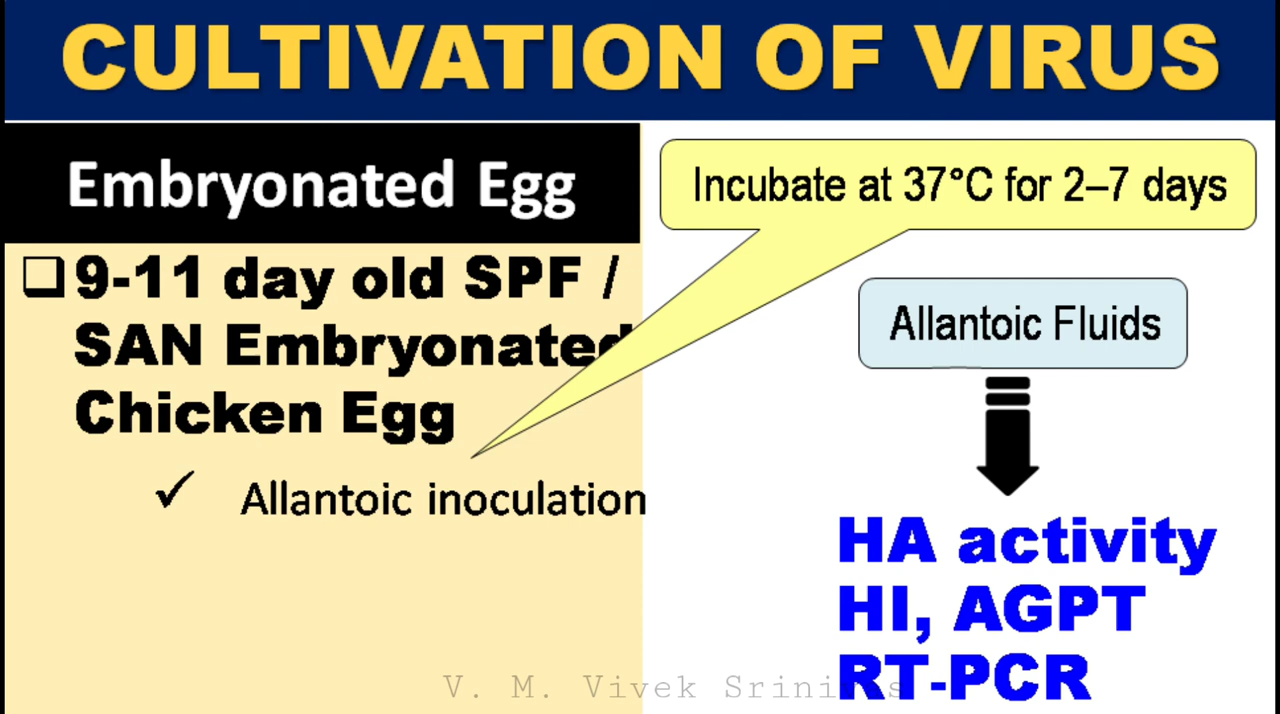 CULTIVATION OF VIRUS
Embryonated Egg
9-11 day old SPF /
SAN Embryonated
Chicken Egg
✓ Allantoic inoculation
Incubate at 37°C for 2–7 days
Allantoic Fluids
HA activity
HI, AGPT
RT-PCR
V. M. Vivek